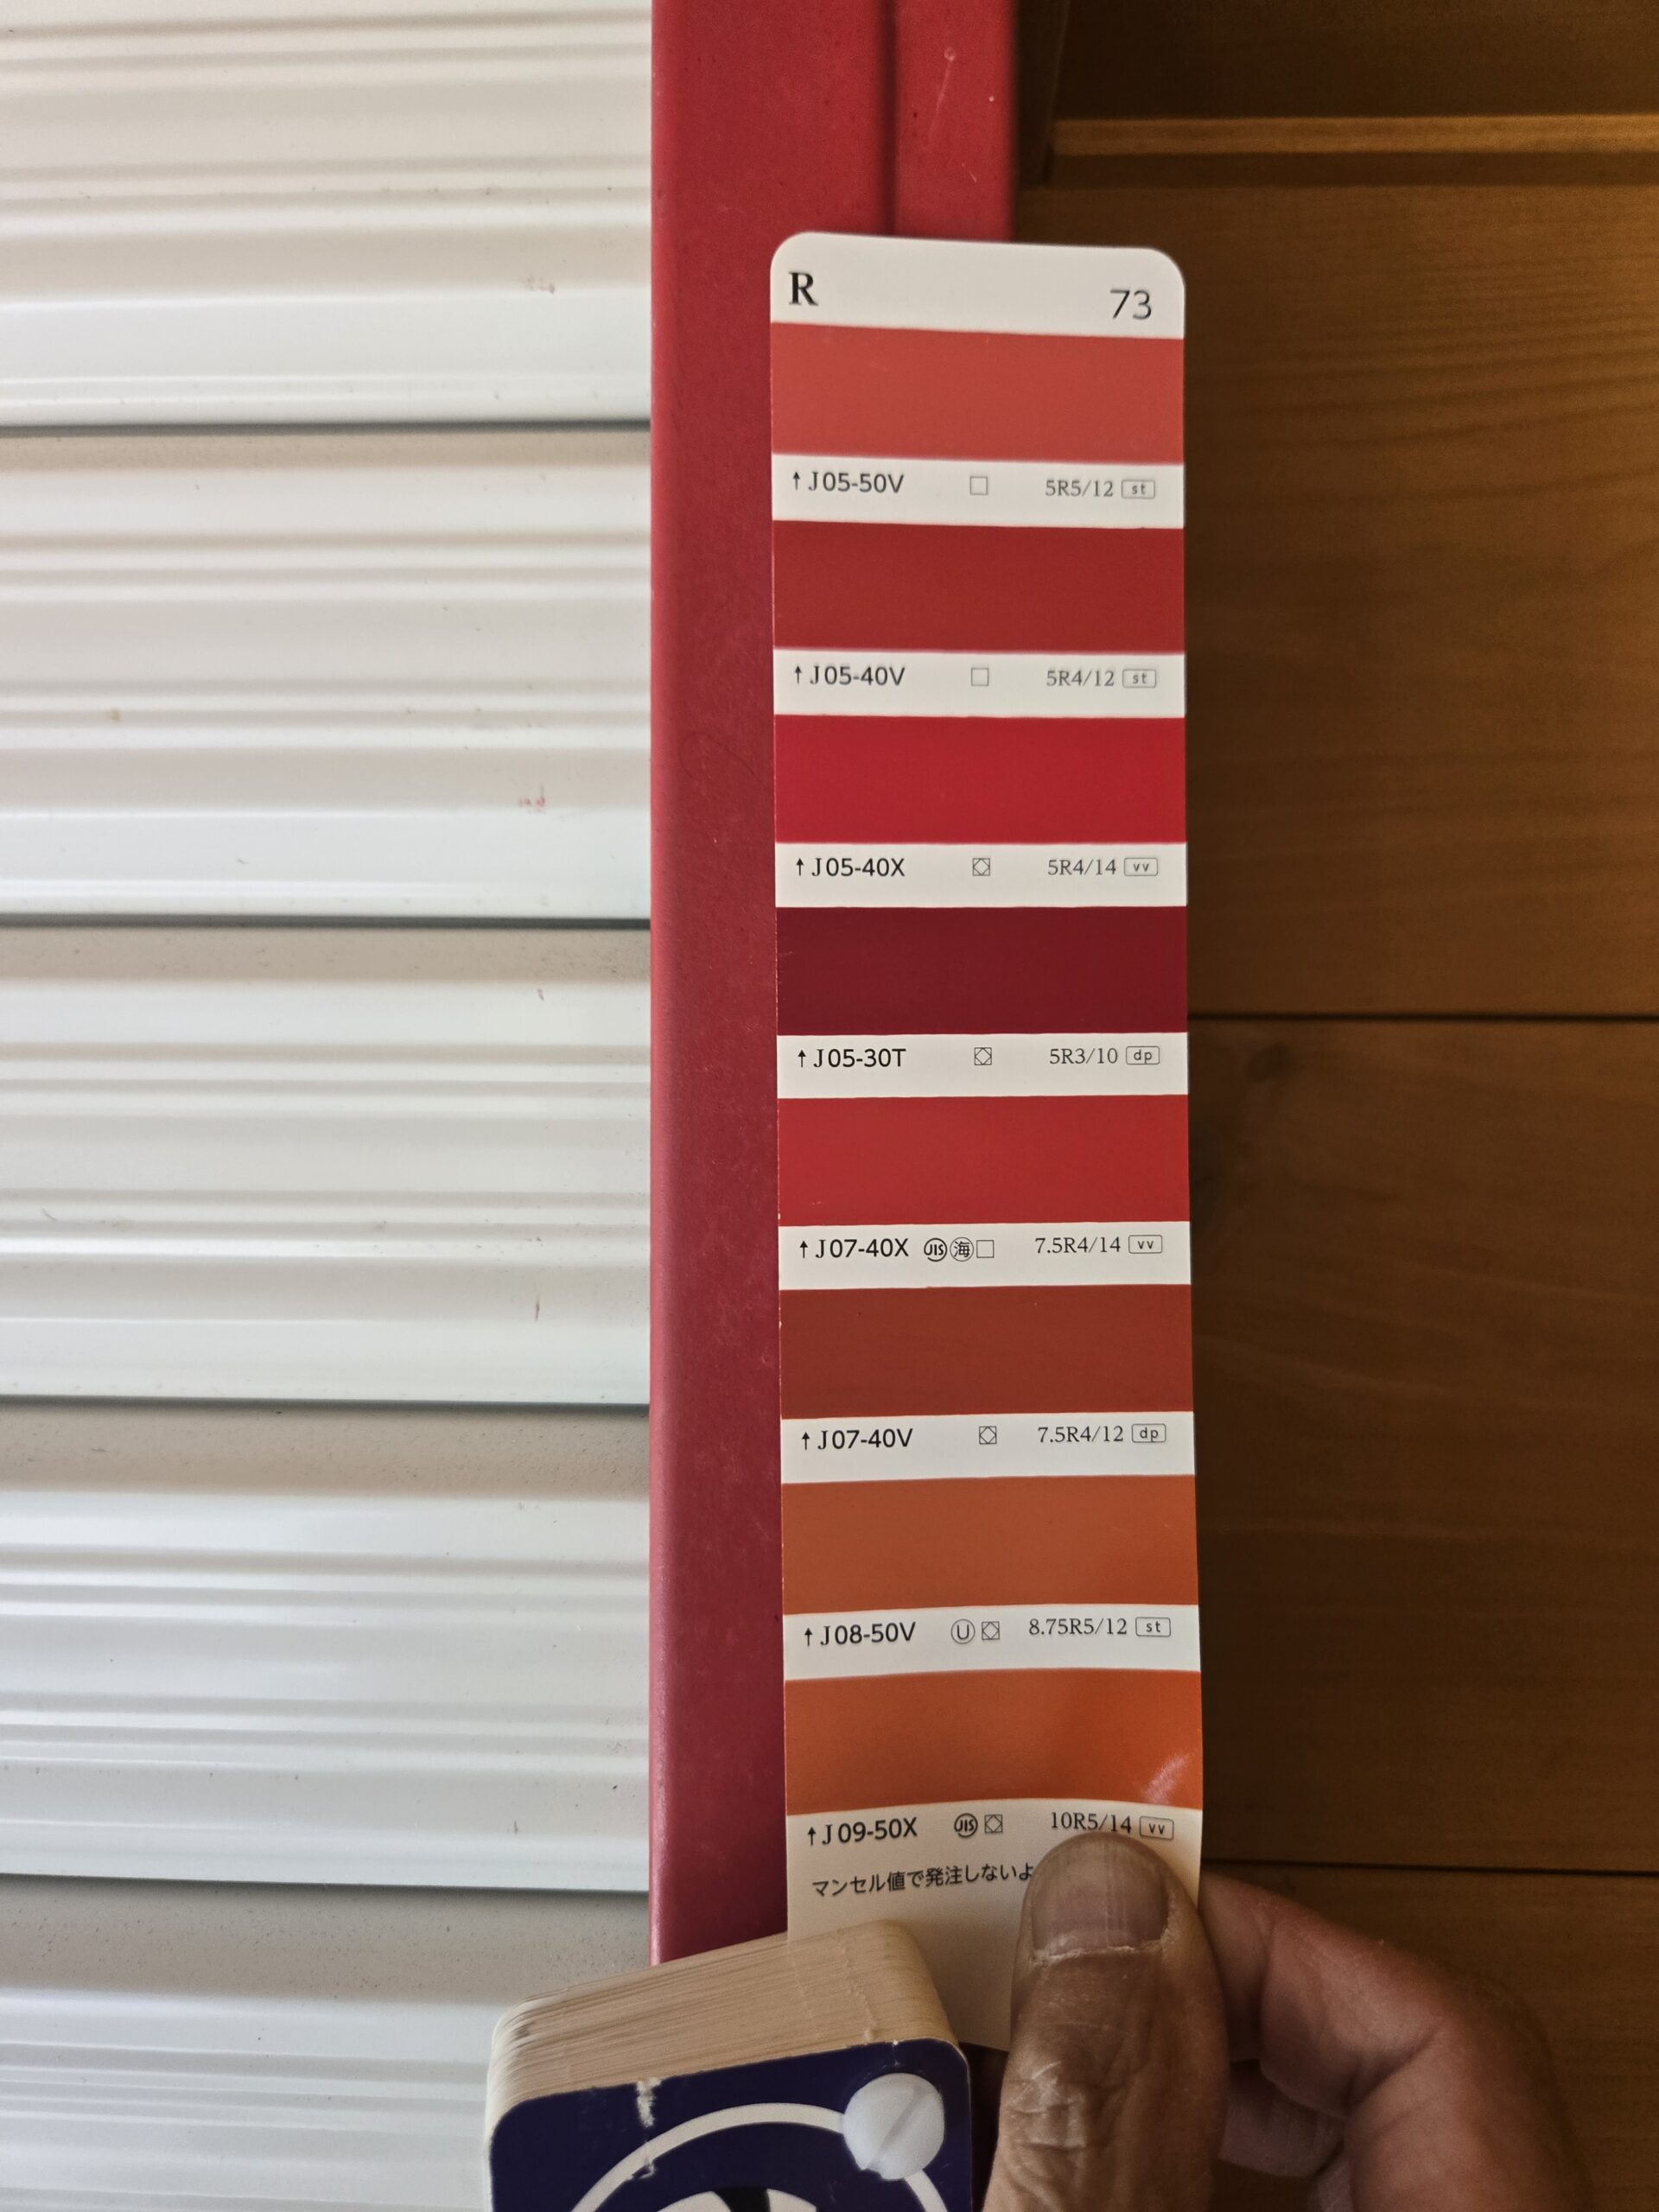 R 73
↑J05-50V □ 5R5/12 st
↑J05-40V □ 5R4/12 st
↑J05-40X 5R4/14 vv
↑J05-30T 5R3/10 dp
↑J07-40X JIS 海 □ 7.5R4/14 vv
↑J07-40V 7.5R4/12 dp
↑J08-50V U 8.75R5/12 st
↑J09-50X JIS 10R5/14 vv
マンセル値で発注しないよ